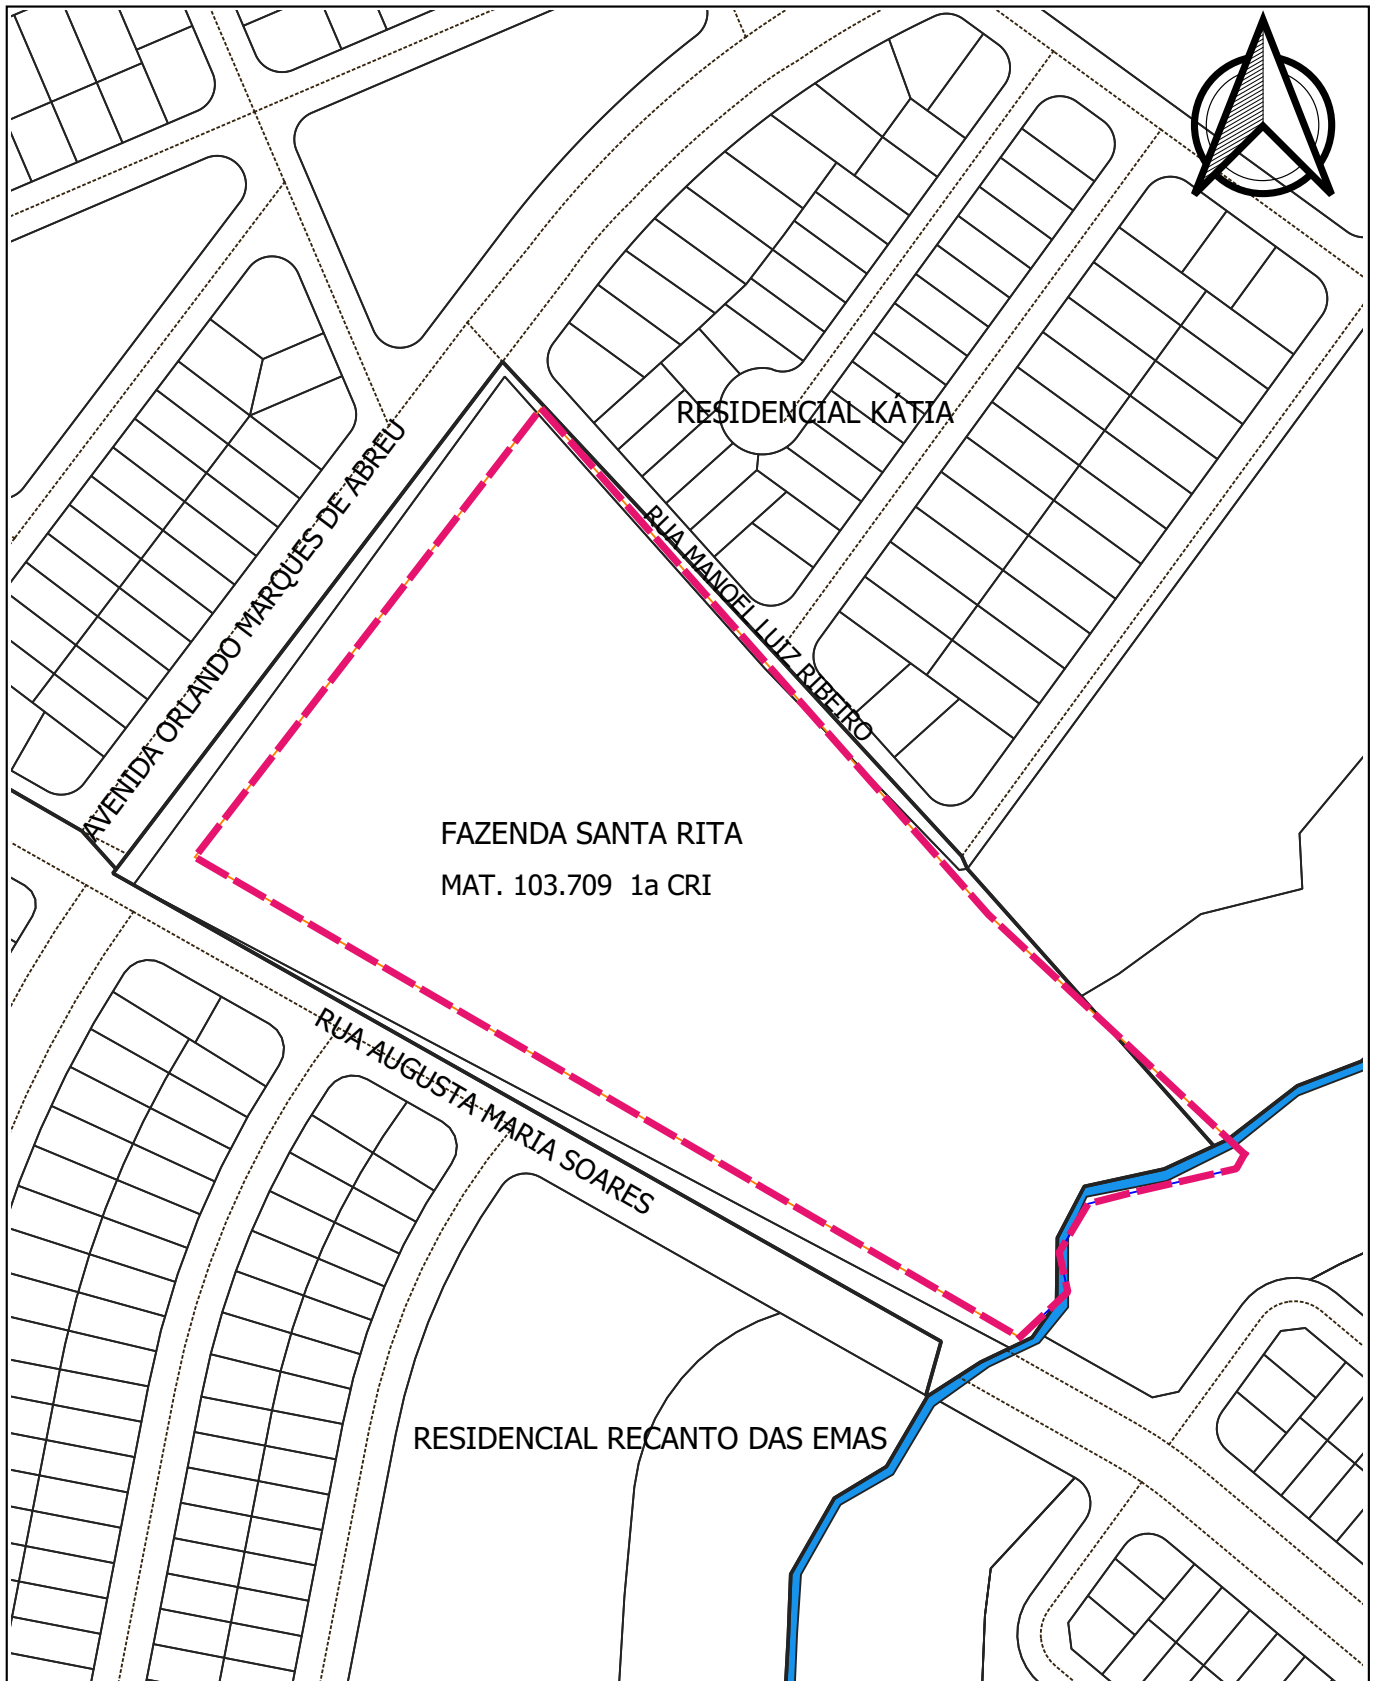 RESIDENCIAL KÁTIA
AVENIDA ORLANDO MARQUES DE ABREU
RUA MANOEL LUIZ RIBEIRO
FAZENDA SANTA RITA
MAT. 103.709 1a CRI
RUA AUGUSTA MARIA SOARES
RESIDENCIAL RECANTO DAS EMAS